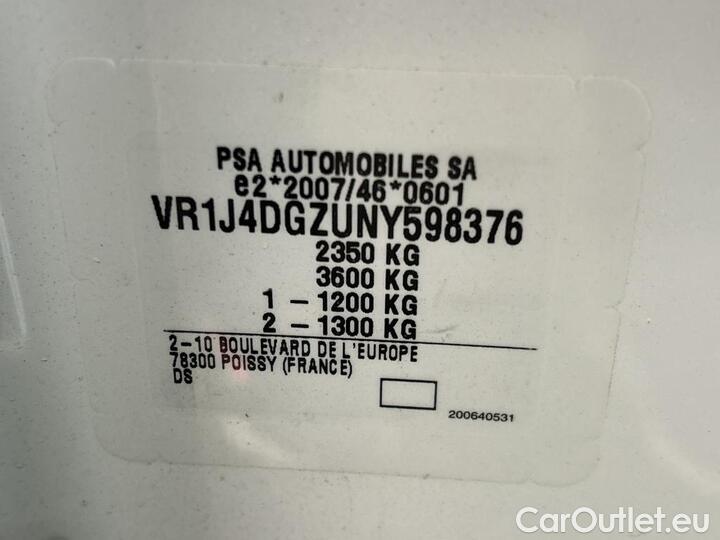 PSA AUTOMOBILES SA
e2*2007/46*0601
VR1J4DGZUNY598376
2350 KG
3600 KG
1 - 1200 KG
2 - 1300 KG
2-10 BOULEVARD DE L'EUROPE
78300 POISSY (FRANCE)
DS
200640531
CarOutlet.eu